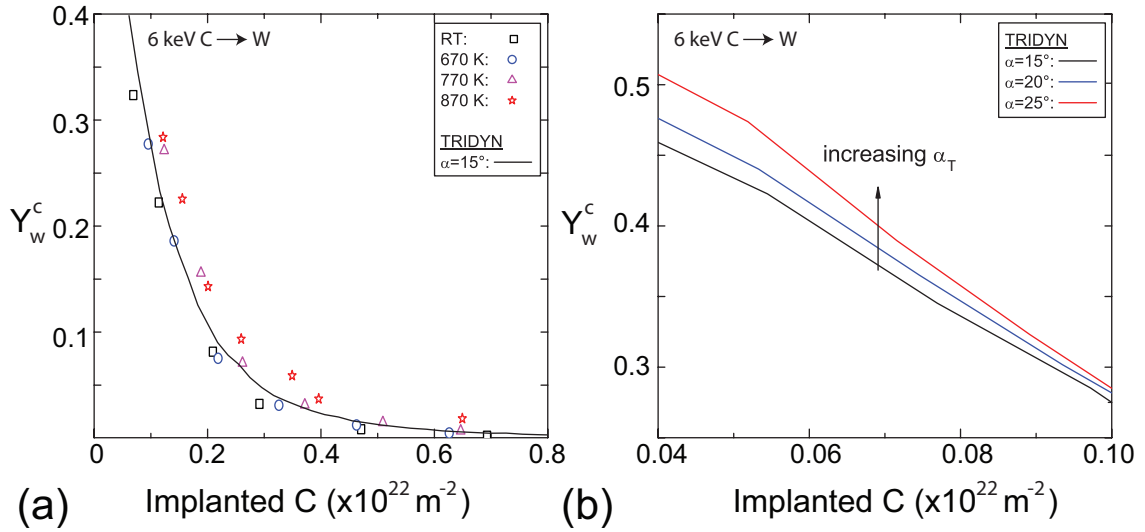 6 keV C → W
RT:
670 K:
770 K:
870 K:
TRIDYN
α=15°:
0.4
0.3
0.2
0.1
Y_w^c
0
0.2
0.4
0.6
0.8
Implanted C (x10^22 m^-2)
(a)
6 keV C → W
TRIDYN
α=15°:
α=20°:
α=25°:
increasing α_T
0.5
0.4
0.3
Y_w^c
0.04
0.06
0.08
0.10
Implanted C (x10^22 m^-2)
(b)